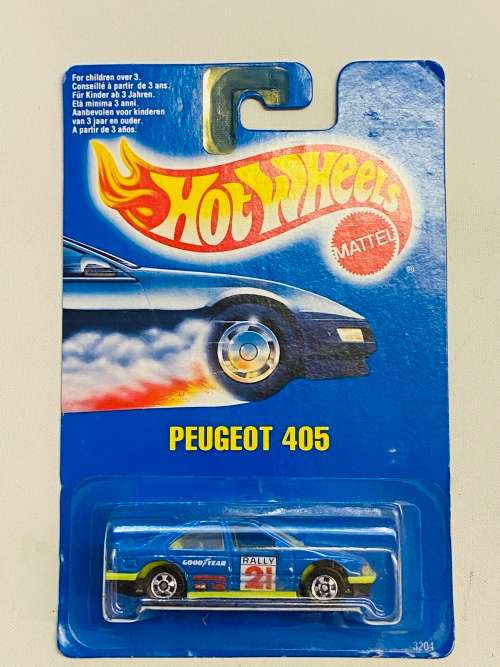 For children over 3.
Conseillé à partir de 3 ans.
Für Kinder ab 3 Jahren.
Età minima 3 anni.
Aanbevolen voor kinderen
van 3 jaar en ouder.
A partir de 3 años.
HOT WHEELS
MATTEL
®
PEUGEOT 405
GOODYEAR
RALLY
21
3204